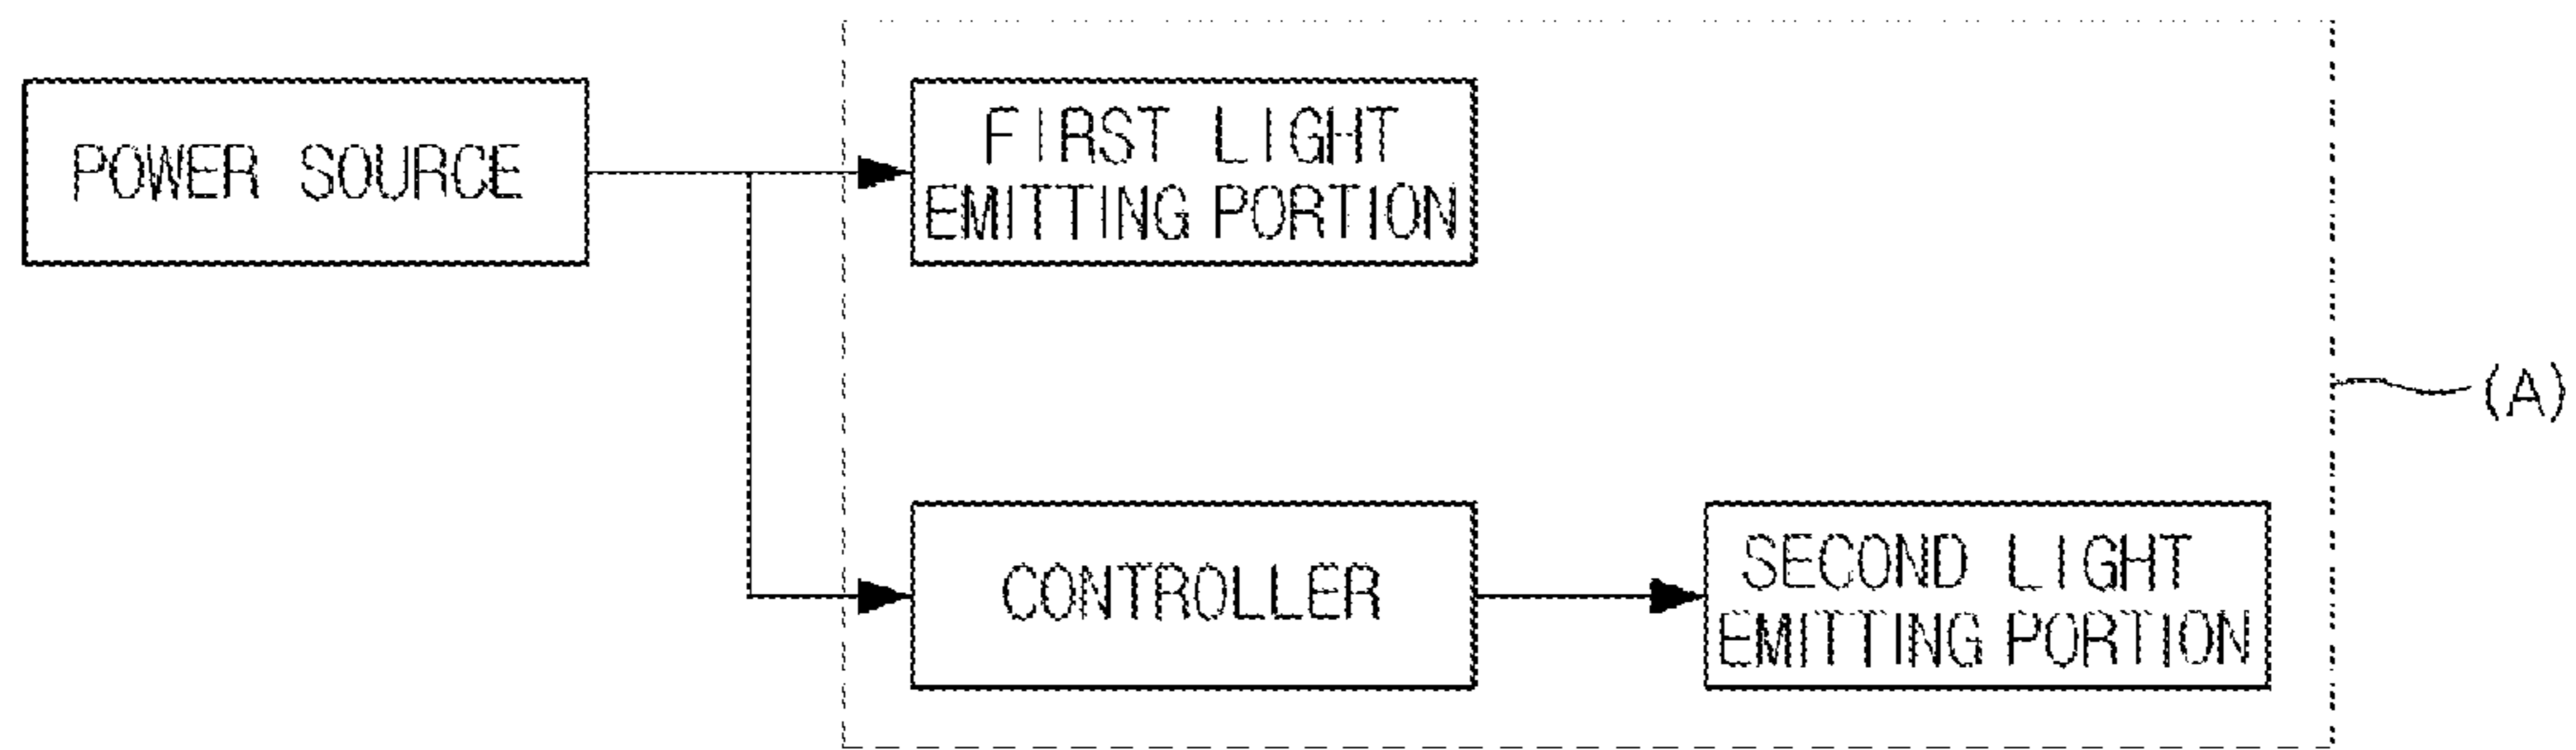 POWER SOURCE
FIRST LIGHT
EMITTING PORTION
(A)
CONTROLLER
SECOND LIGHT
EMITTING PORTION